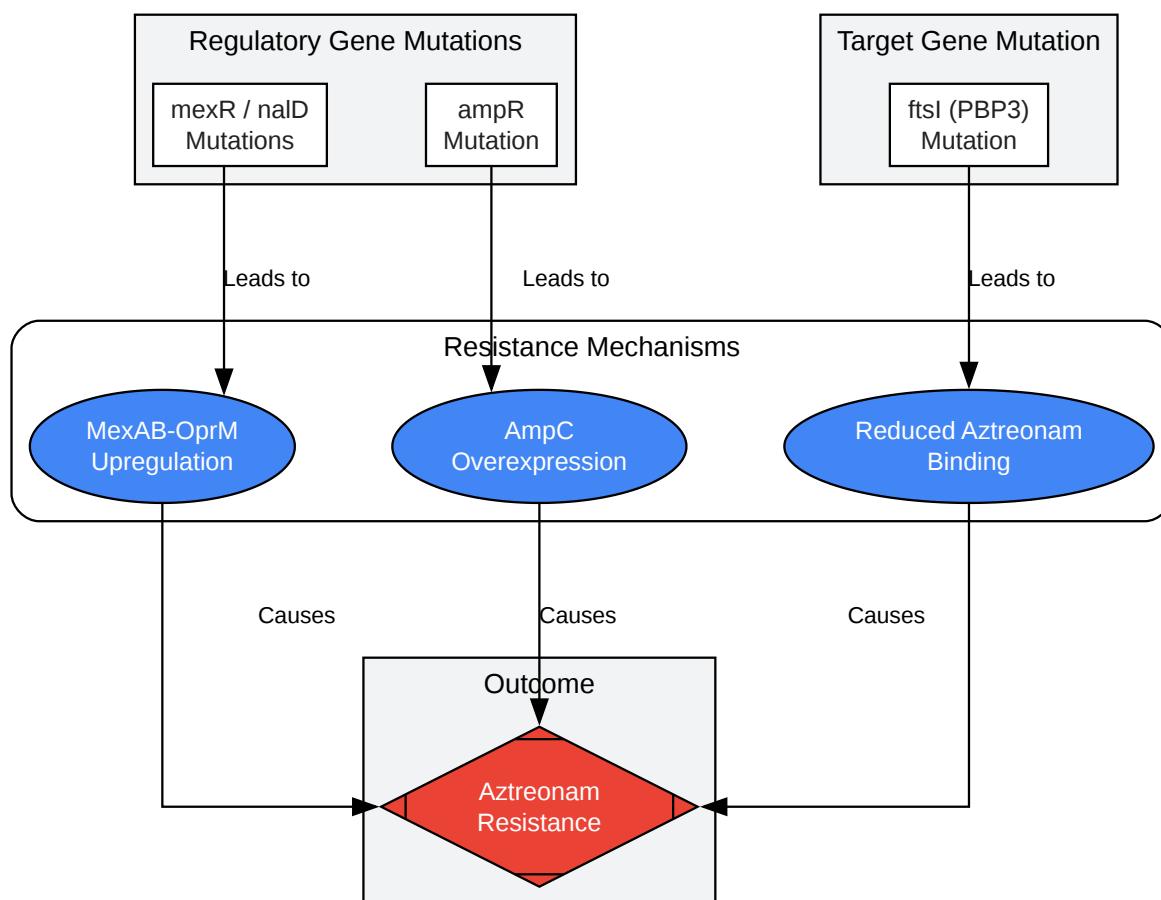 Regulatory Gene Mutations
Target Gene Mutation
mexR / nalD
Mutations
ampR
Mutation
ftsI (PBP3)
Mutation
Leads to
Leads to
Leads to
Resistance Mechanisms
MexAB-OprM
Upregulation
AmpC
Overexpression
Reduced Aztreonam
Binding
Causes
Causes
Causes
Outcome
Aztreonam
Resistance